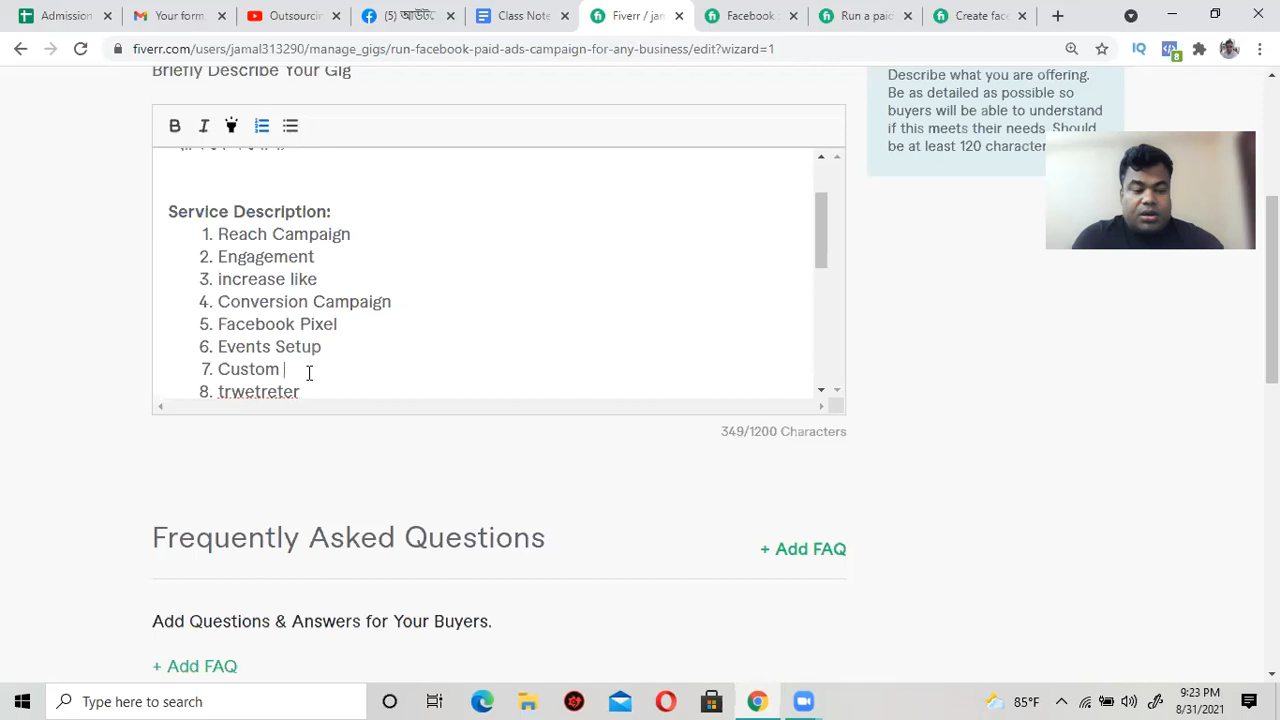 Admission
Your form
Outsourcin
Class Note
Fiverr / jam
Facebook
Run a paid
Create face
fiverr.com/users/jamal313290/manage_gigs/run-facebook-paid-ads-campaign-for-any-business/edit?wizard=1
IQ
8
Briefly Describe Your Gig
Describe what you are offering.
Be as detailed as possible so
buyers will be able to understand
if this meets their needs. Should
be at least 120 character
B I
Service Description:
1. Reach Campaign
2. Engagement
3. increase like
4. Conversion Campaign
5. Facebook Pixel
6. Events Setup
7. Custom
8. trwetreter
349/1200 Characters
Frequently Asked Questions
+ Add FAQ
Add Questions & Answers for Your Buyers.
+ Add FAQ
Type here to search
85°F
9:23 PM
8/31/2021